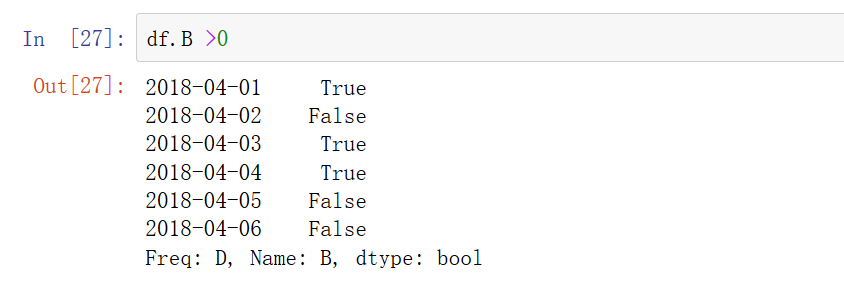 In [27]: df.B >0
Out[27]: 2018-04-01 True
2018-04-02 False
2018-04-03 True
2018-04-04 True
2018-04-05 False
2018-04-06 False
Freq: D, Name: B, dtype: bool